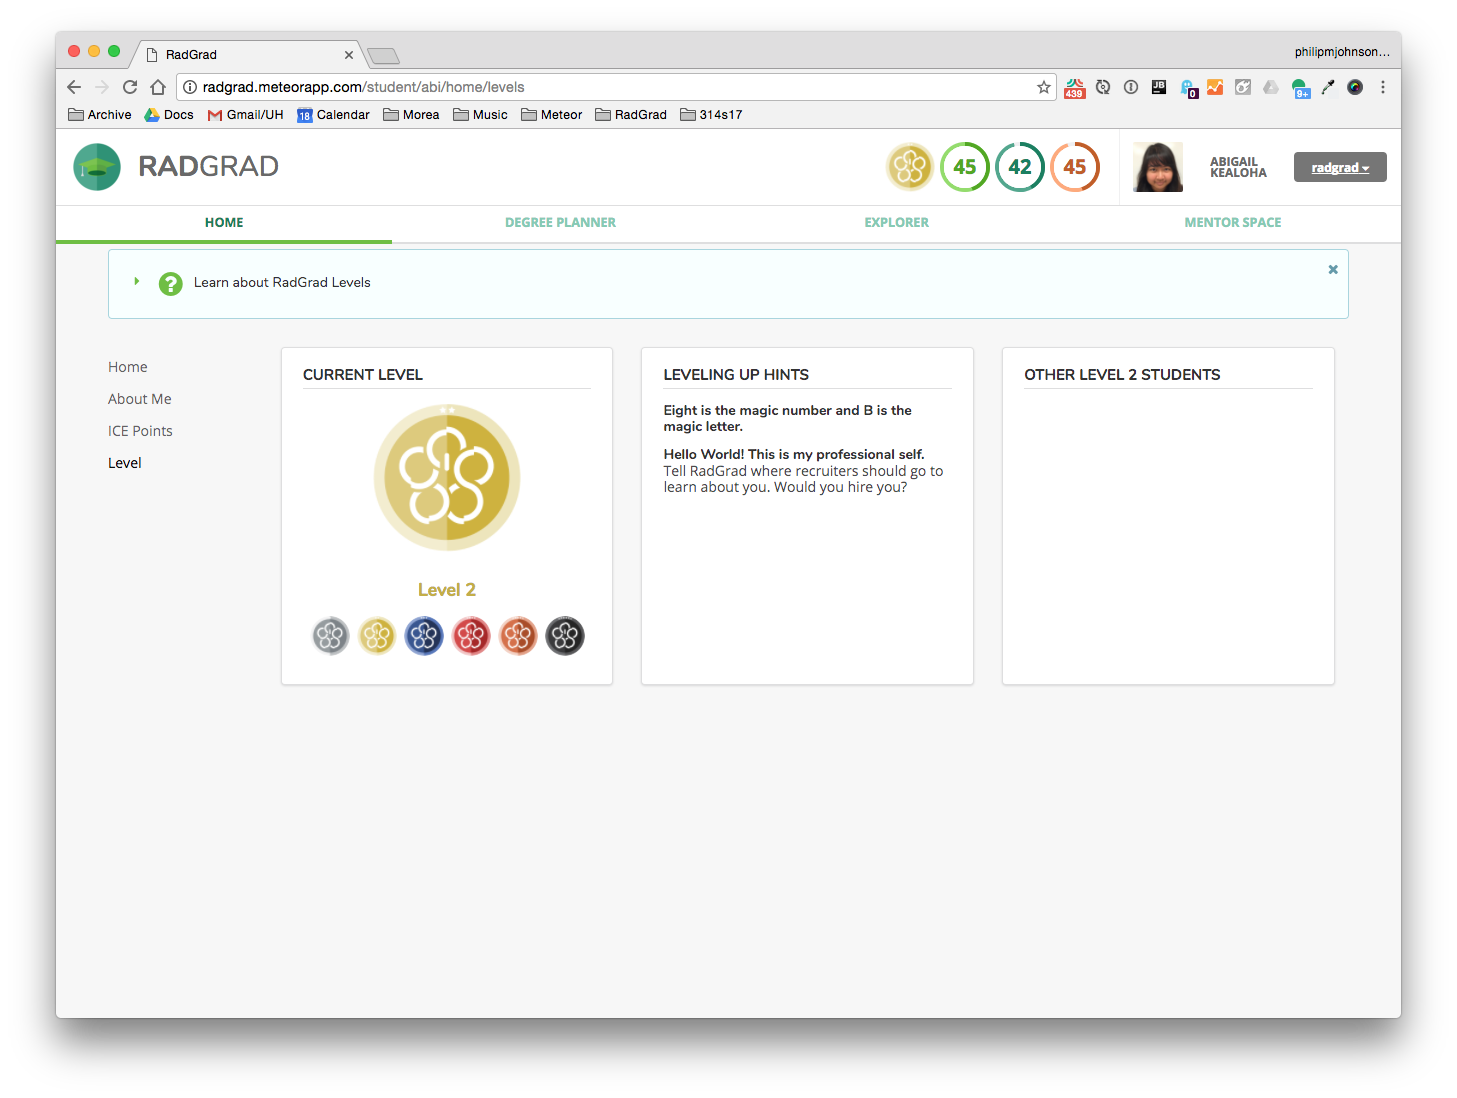 RadGrad
philipmjohnson...
radgrad.meteorapp.com/student/abi/home/levels
439
JB
0
9+
Archive Docs Gmail/UH 18 Calendar Morea Music Meteor RadGrad 314s17
RADGRAD
45 42 45
ABIGAIL
KEALOHA
radgrad
HOME DEGREE PLANNER EXPLORER MENTOR SPACE
? Learn about RadGrad Levels
Home
About Me
ICE Points
Level
CURRENT LEVEL
Level 2
LEVELING UP HINTS
Eight is the magic number and B is the
magic letter.
Hello World! This is my professional self.
Tell RadGrad where recruiters should go to
learn about you. Would you hire you?
OTHER LEVEL 2 STUDENTS